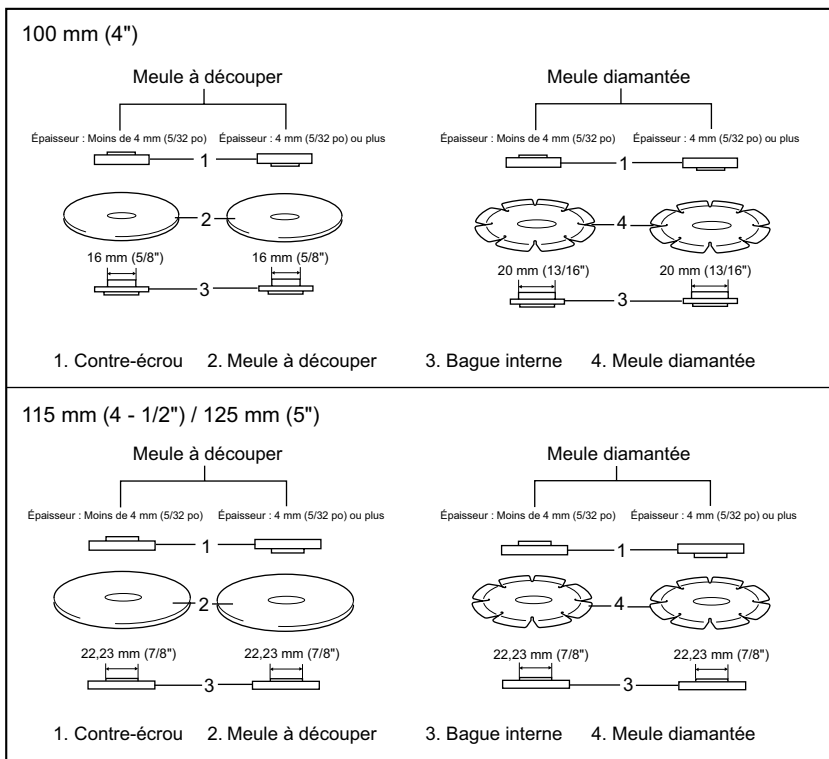 100 mm (4")
Meule à découper
Épaisseur : Moins de 4 mm (5/32 po) Épaisseur : 4 mm (5/32 po) ou plus
1
2
16 mm (5/8") 16 mm (5/8")
3
Meule diamantée
Épaisseur : Moins de 4 mm (5/32 po) Épaisseur : 4 mm (5/32 po) ou plus
1
4
20 mm (13/16") 20 mm (13/16")
3
1. Contre-écrou 2. Meule à découper 3. Bague interne 4. Meule diamantée
115 mm (4 - 1/2") / 125 mm (5")
Meule à découper
Épaisseur : Moins de 4 mm (5/32 po) Épaisseur : 4 mm (5/32 po) ou plus
1
2
22,23 mm (7/8") 22,23 mm (7/8")
3
Meule diamantée
Épaisseur : Moins de 4 mm (5/32 po) Épaisseur : 4 mm (5/32 po) ou plus
1
4
22,23 mm (7/8") 22,23 mm (7/8")
3
1. Contre-écrou 2. Meule à découper 3. Bague interne 4. Meule diamantée